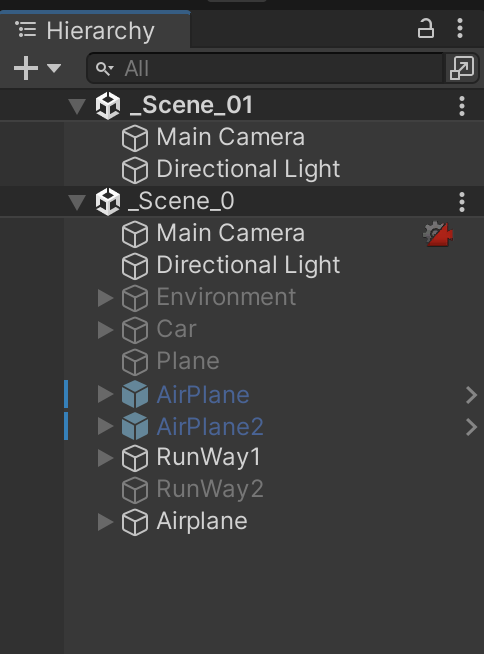 Hierarchy
All
_Scene_01
Main Camera
Directional Light
_Scene_0
Main Camera
Directional Light
Environment
Car
Plane
AirPlane
AirPlane2
RunWay1
RunWay2
Airplane